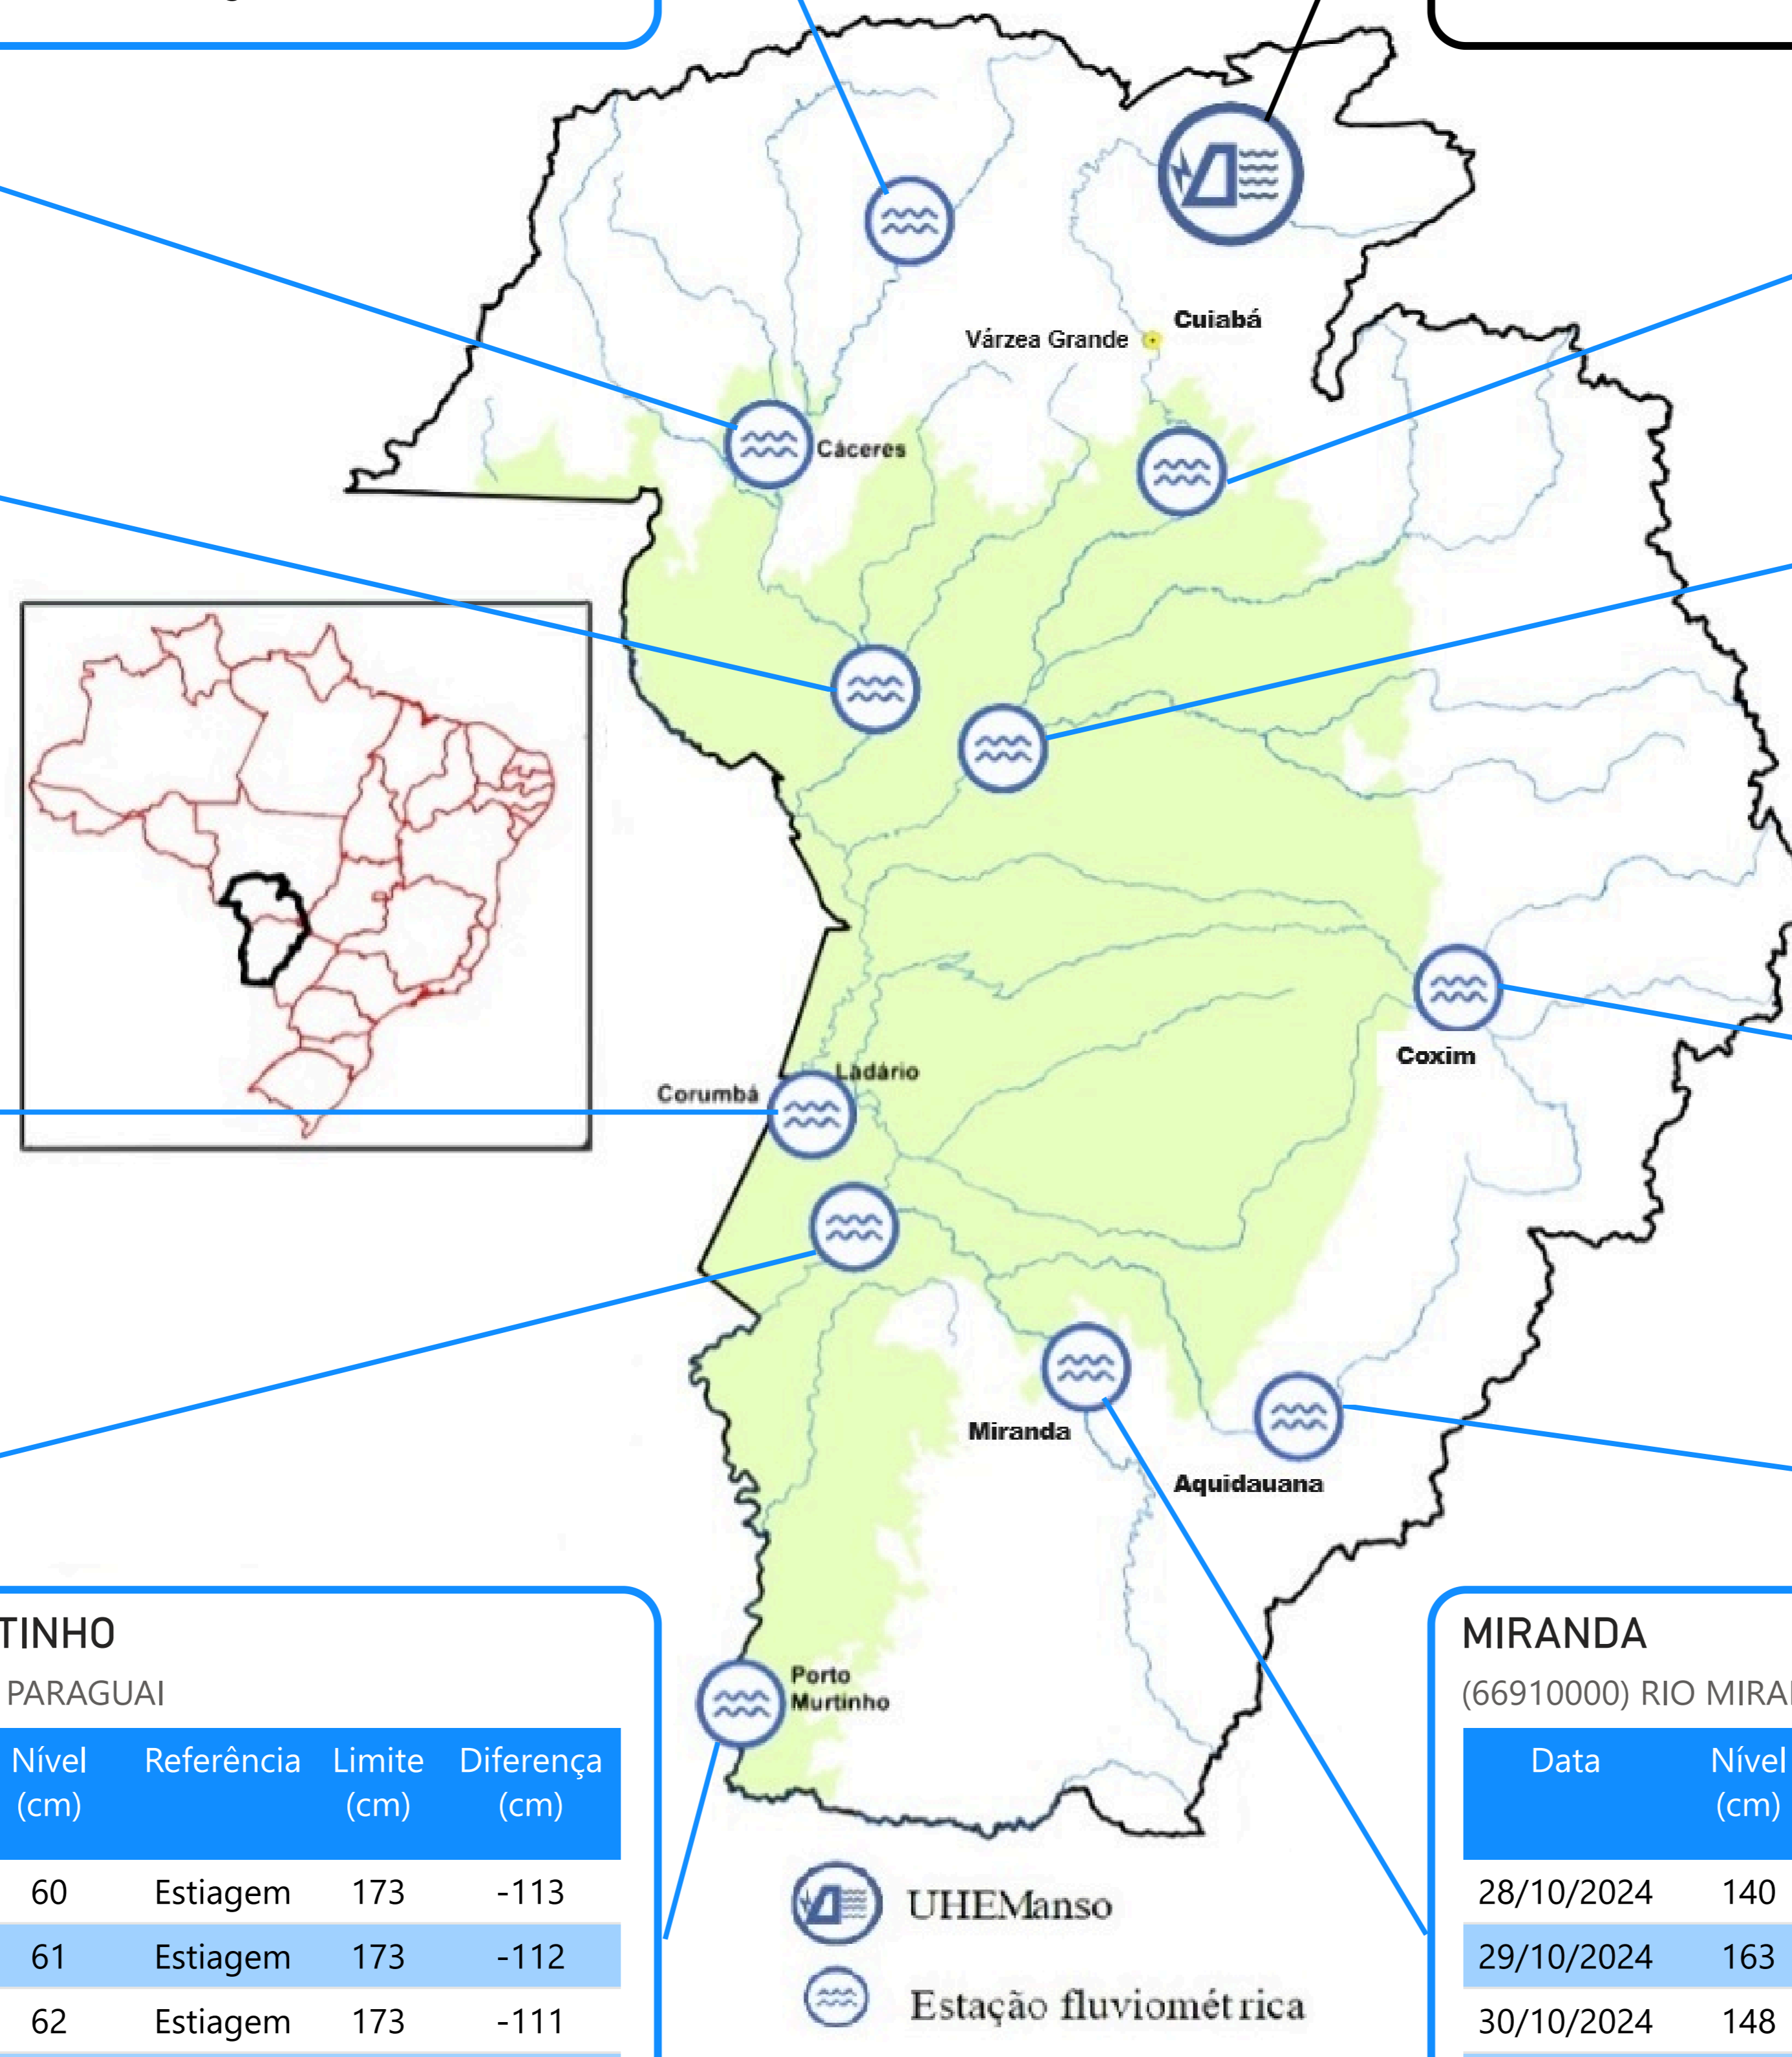 Cuiabá
Várzea Grande
Cáceres
Coxim
Ladário
Corumbá
Miranda
Aquidauana
Porto
Murtinho
TINHO
PARAGUAI
Nível
(cm)
Referência
Limite
(cm)
Diferença
(cm)
60 Estiagem 173 -113
61 Estiagem 173 -112
62 Estiagem 173 -111
UHEManso
Estação fluviométrica
MIRANDA
(66910000) RIO MIRA
Data
Nível
(cm)
28/10/2024 140
29/10/2024 163
30/10/2024 148